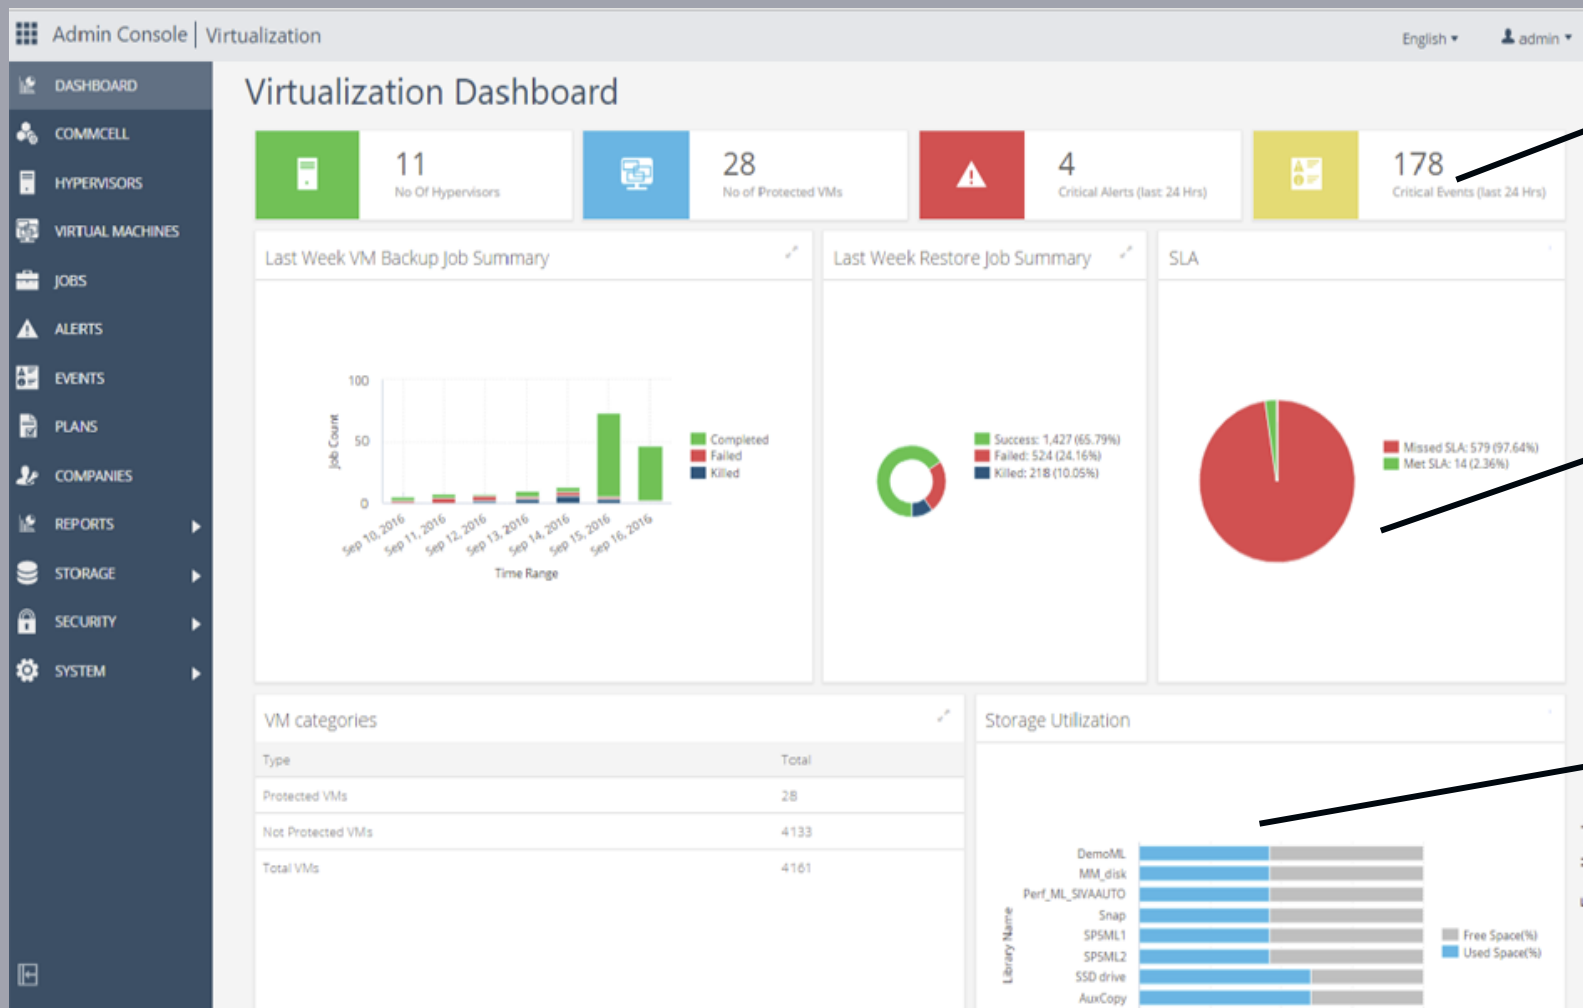 Admin Console | Virtualization
English
admin
DASHBOARD
COMMCELL
HYPERVISORS
VIRTUAL MACHINES
JOBS
ALERTS
EVENTS
PLANS
COMPANIES
REPORTS
STORAGE
SECURITY
SYSTEM
Virtualization Dashboard
11
No Of Hypervisors
28
No of Protected VMs
4
Critical Alerts (last 24 Hrs)
178
Critical Events (last 24 Hrs)
Last Week VM Backup Job Summary
100
50
0
Job Count
Sep 10, 2016
Sep 11, 2016
Sep 12, 2016
Sep 13, 2016
Sep 14, 2016
Sep 15, 2016
Sep 16, 2016
Time Range
Completed
Failed
Killed
Last Week Restore Job Summary
Success: 1,427 (65.79%)
Failed: 524 (24.16%)
Killed: 218 (10.05%)
SLA
Missed SLA: 579 (97.64%)
Met SLA: 14 (2.36%)
VM categories
Type Total
Protected VMs 28
Not Protected VMs 4133
Total VMs 4161
Storage Utilization
Library Name
DemoML
MM_disk
Perf_ML_SIVAAUTO
Snap
SPSML1
SPSML2
SSD drive
AuxCopy
Free Space(%)
Used Space(%)